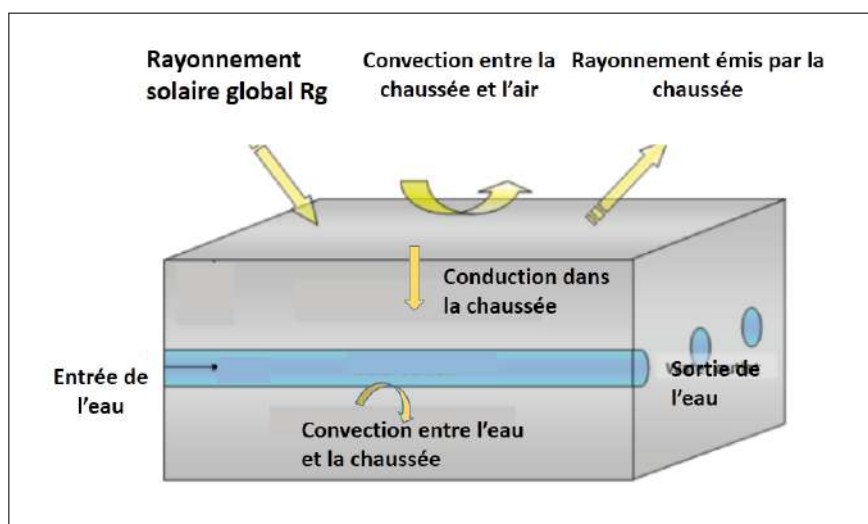 Rayonnement
solaire global Rg
Convection entre la
chaussée et l'air
Rayonnement émis par la
chaussée
Conduction dans
la chaussée
Entrée de
l'eau
Sortie de
l'eau
Convection entre l'eau
et la chaussée